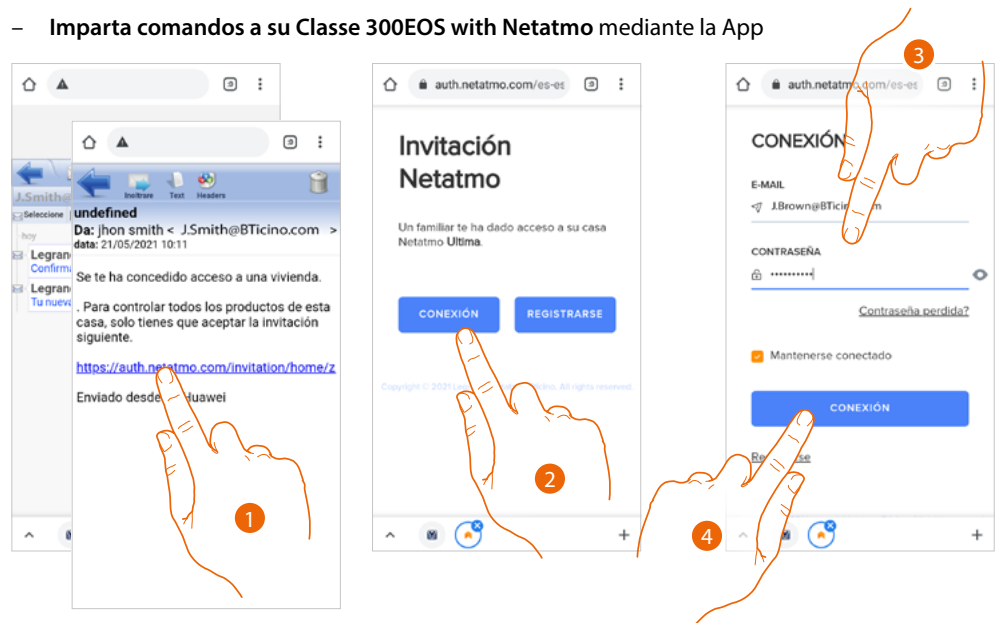 – Imparta comandos a su Classe 300EOS with Netatmo mediante la App
J.Smith@
Seleccione
hoy
Legran
Confirma
Legran
Tu nueva
Inoltrare Text Headers
undefined
Da: jhon smith < J.Smith@BTicino.com >
data: 21/05/2021 10:11
Se te ha concedido acceso a una vivienda.
. Para controlar todos los productos de esta
casa, solo tienes que aceptar la invitación
siguiente.
https://auth.netatmo.com/invitation/home/z
Enviado desde Huawei
1
auth.netatmo.com/es-es
Invitación
Netatmo
Un familiar te ha dado acceso a su casa
Netatmo Ultima.
CONEXIÓN REGISTRARSE
Copyright © 2021 All rights reserved
2
3
auth.netatmo.com/es-es
CONEXIÓN
E-MAIL
J.Brown@BTicino.com
CONTRASEÑA
Contraseña perdida?
Mantenerse conectado
CONEXIÓN
Registrarse
4